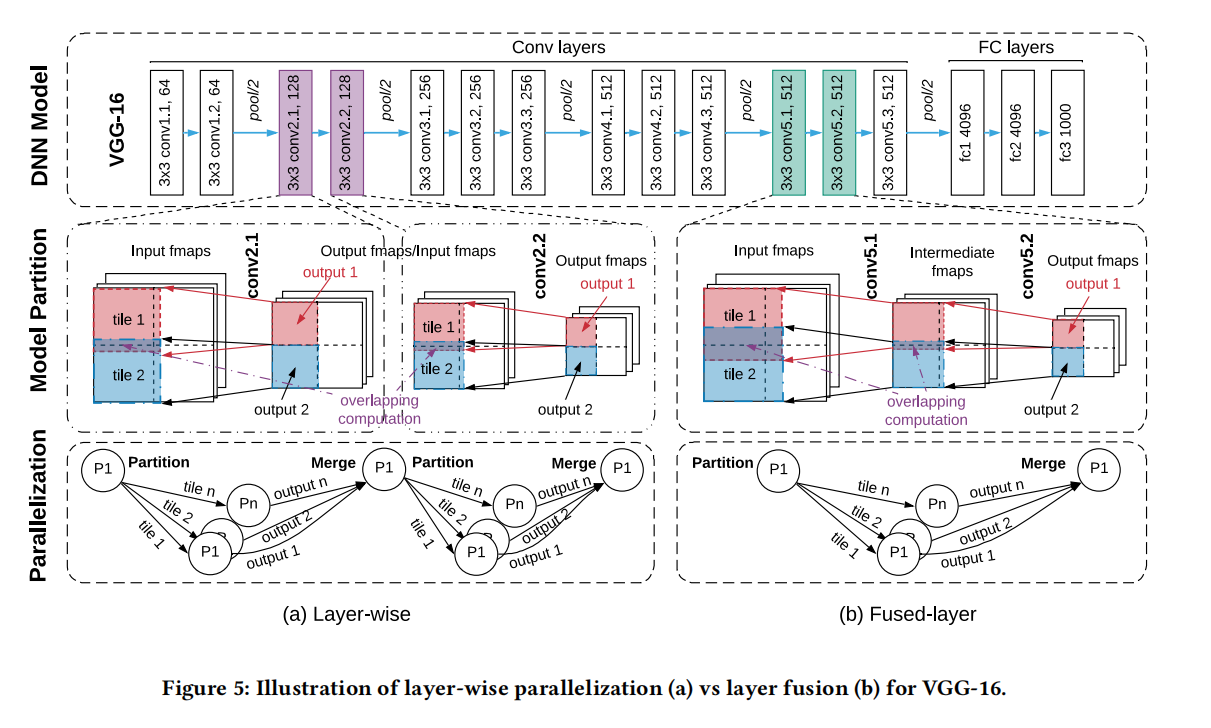 Conv layers
FC layers
DNN Model
VGG-16
3x3 conv1.1, 64
3x3 conv1.2, 64
pool/2
3x3 conv2.1, 128
3x3 conv2.2, 128
pool/2
3x3 conv3.1, 256
3x3 conv3.2, 256
3x3 conv3.3, 256
pool/2
3x3 conv4.1, 512
3x3 conv4.2, 512
3x3 conv4.3, 512
pool/2
3x3 conv5.1, 512
3x3 conv5.2, 512
3x3 conv5.3, 512
pool/2
fc1 4096
fc2 4096
fc3 1000
Model Partition
Input fmaps
conv2.1
Output fmaps/Input fmaps
output 1
tile 1
tile 2
output 2
overlapping
computation
tile 1
tile 2
conv2.2
Output fmaps
output 1
output 2
Input fmaps
conv5.1
Intermediate
fmaps
conv5.2
Output fmaps
output 1
tile 1
tile 2
overlapping
computation
output 2
Parallelization
P1
Partition
Merge
tile n
tile 2
tile 1
Pn
P1
output n
output 2
output 1
P1
Partition
Merge
tile n
tile 2
tile 1
Pn
P1
output n
output 2
output 1
P1
Partition
P1
Merge
tile n
tile 2
tile 1
Pn
P1
output n
output 2
output 1
P1
(a) Layer-wise
(b) Fused-layer
Figure 5: Illustration of layer-wise parallelization (a) vs layer fusion (b) for VGG-16.